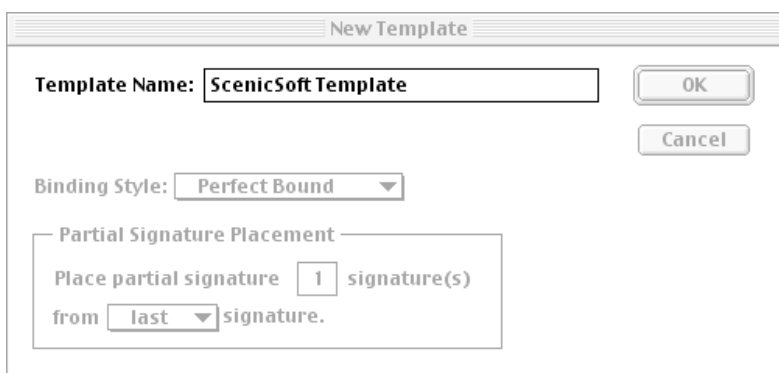 New Template
Template Name: ScenicSoft Template
OK
Cancel
Binding Style: Perfect Bound
Partial Signature Placement
Place partial signature 1 signature(s)
from last signature.